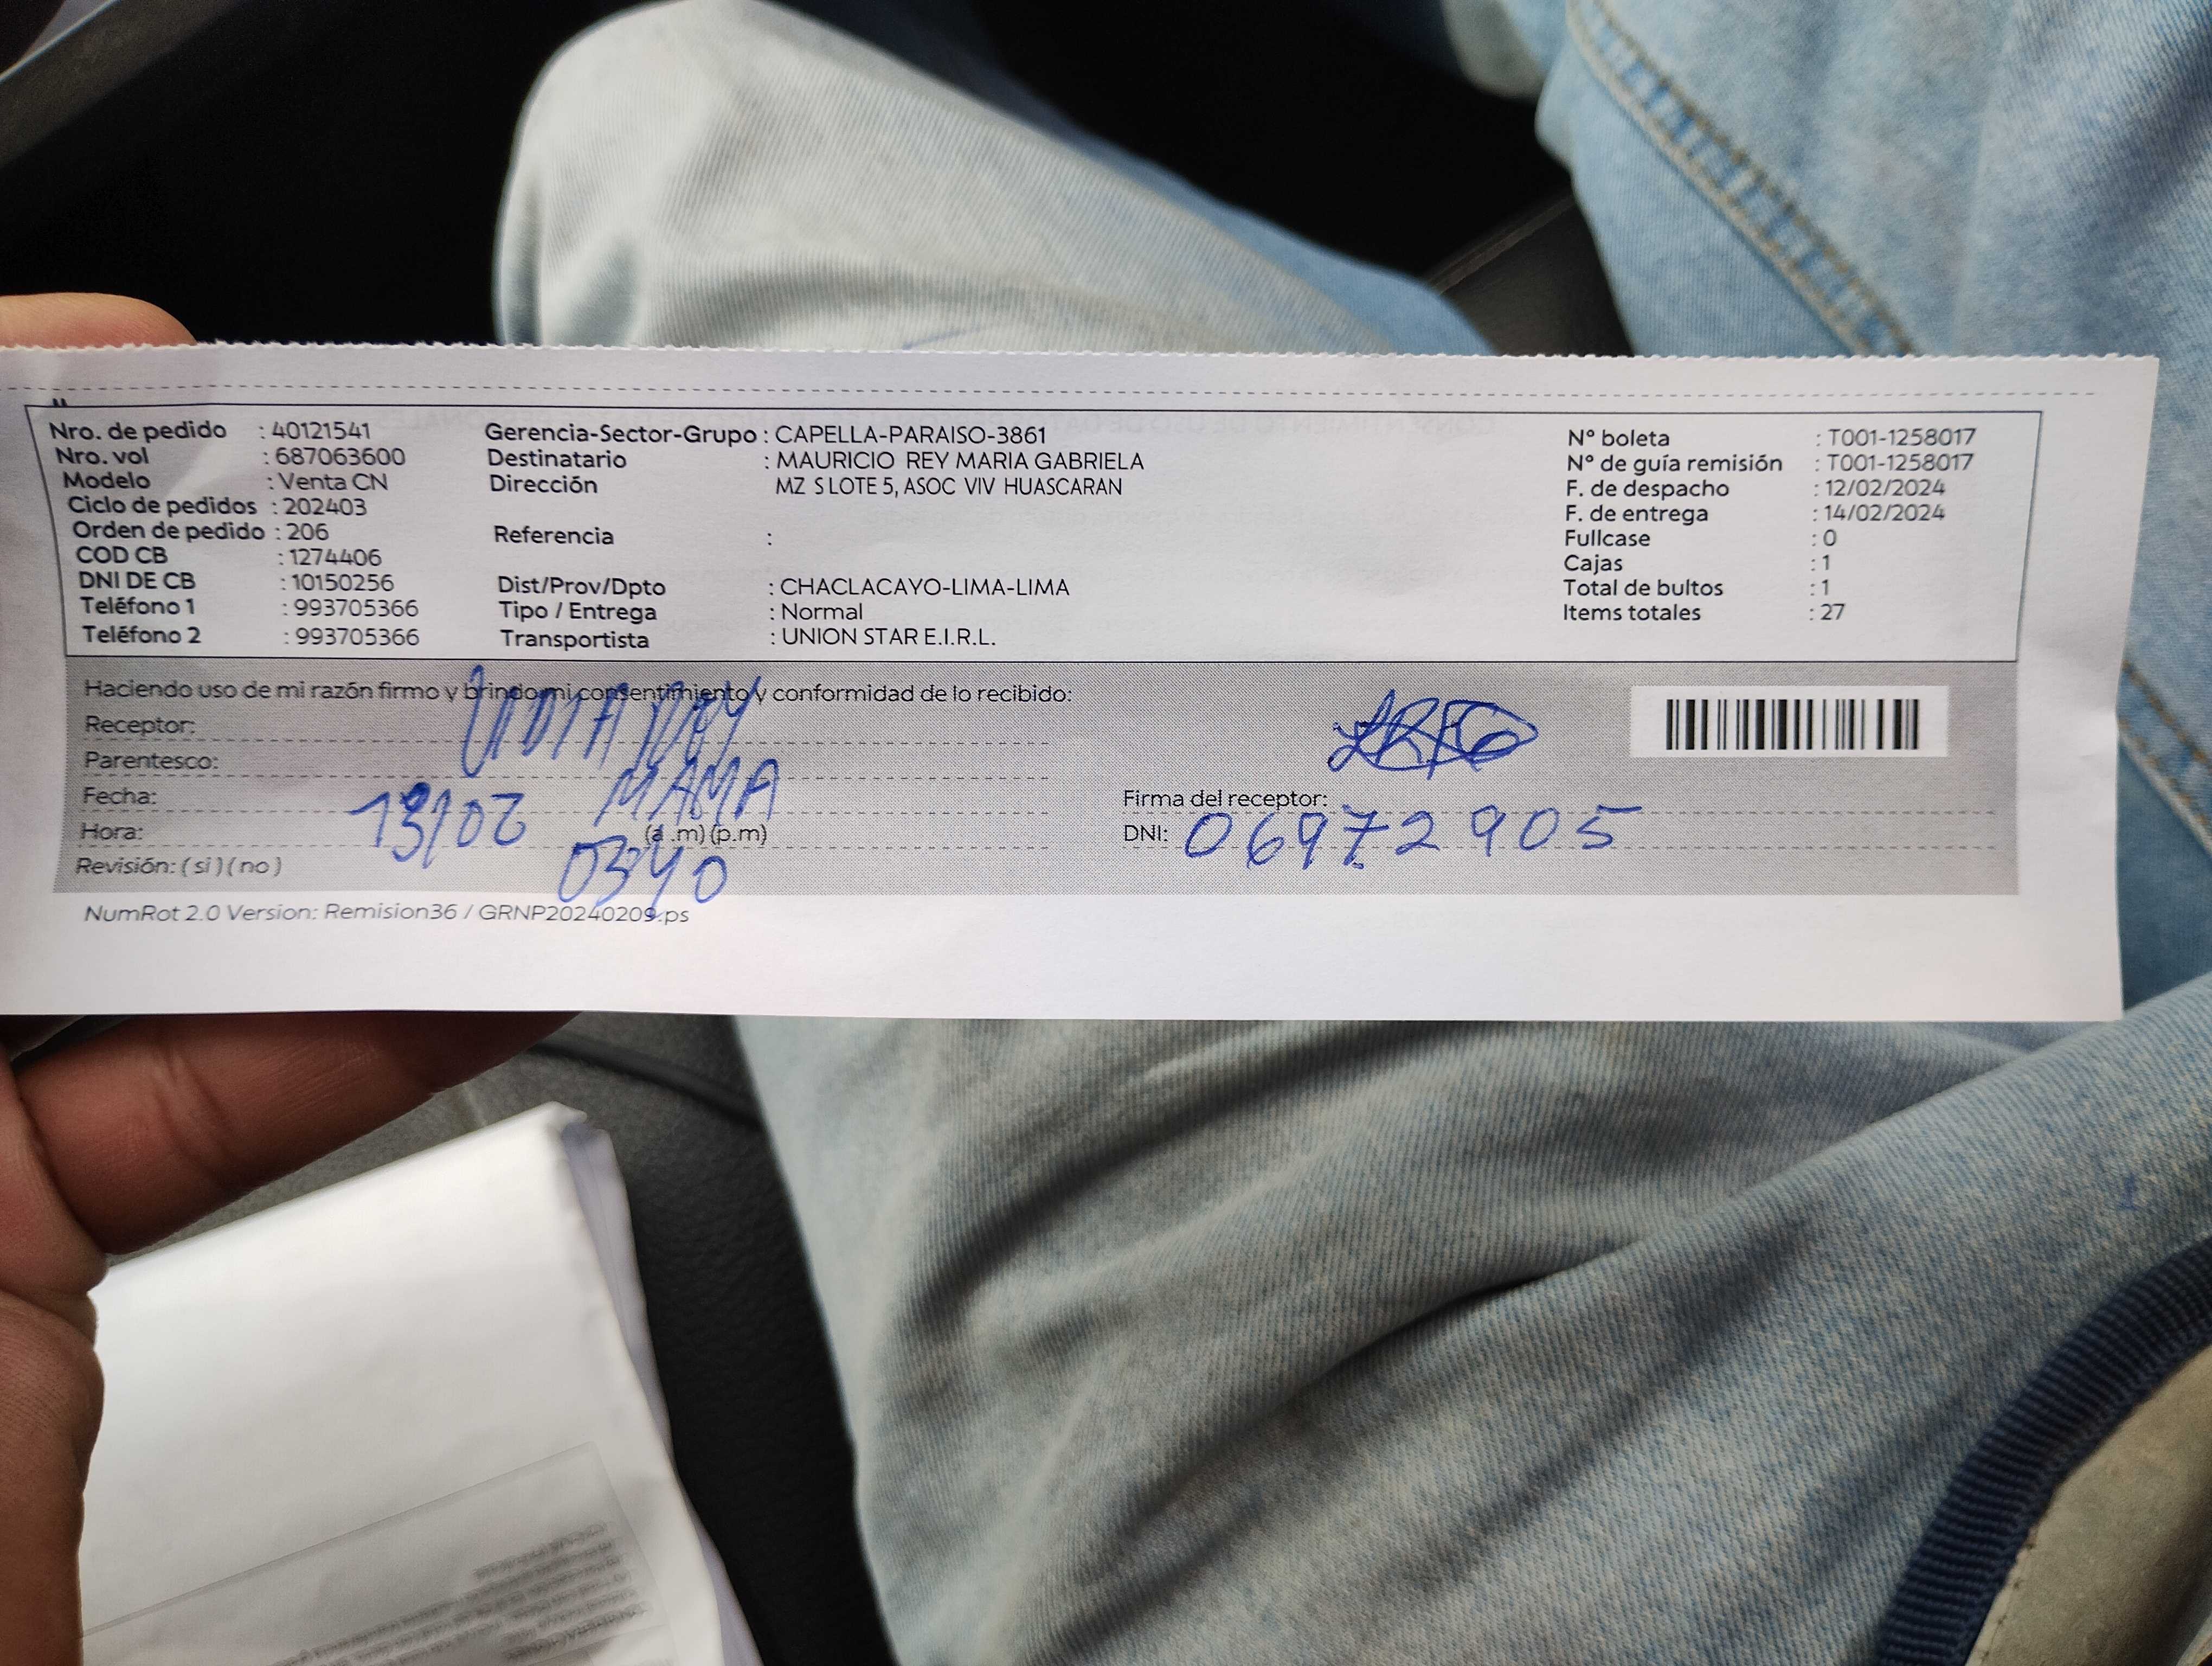 Nro. de pedido : 40121541
Nro. vol : 687063600
Modelo : Venta CN
Ciclo de pedidos : 202403
Orden de pedido : 206
COD CB : 1274406
DNI DE CB : 10150256
Teléfono 1 : 993705366
Teléfono 2 : 993705366
Gerencia-Sector-Grupo : CAPELLA-PARAISO-3861
Destinatario : MAURICIO REY MARIA GABRIELA
Dirección MZ S LOTE 5, ASOC VIV HUASCARAN
Referencia :
Dist/Prov/Dpto : CHACLACAYO-LIMA-LIMA
Tipo / Entrega : Normal
Transportista : UNION STAR E.I.R.L.
N° boleta : T001-1258017
N° de guía remisión : T001-1258017
F. de despacho : 12/02/2024
F. de entrega : 14/02/2024
Fullcase : 0
Cajas : 1
Total de bultos : 1
Items totales : 27
Haciendo uso de mi razón firmo y brindo mi consentimiento y conformidad de lo recibido:
Receptor: REY
Parentesco: MAMA
Fecha: 13/02
Hora: (a .m) (p.m) 0340
Revisión: ( si ) ( no )
Firma del receptor:
DNI: 06972905
NumRot 2.0 Version: Remision36 / GRNP20240209.ps